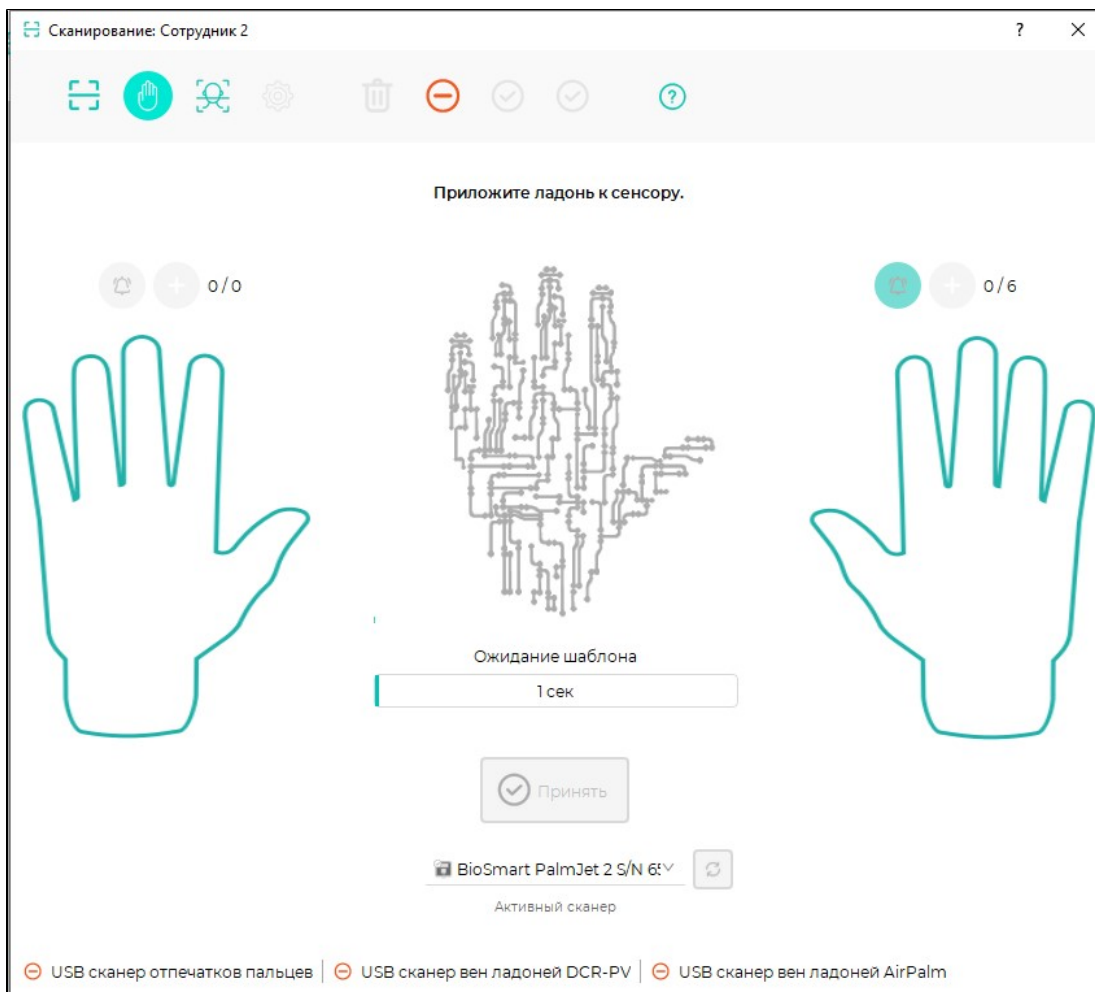 Сканирование: Сотрудник 2
Приложите ладонь к сенсору.
0 / 0
0 / 6
Ожидание шаблона
1 сек
Принять
BioSmart PalmJet 2 S/N
Активный сканер
USB сканер отпечатков пальцев USB сканер вен ладоней DCR-PV USB сканер вен ладоней AirPalm